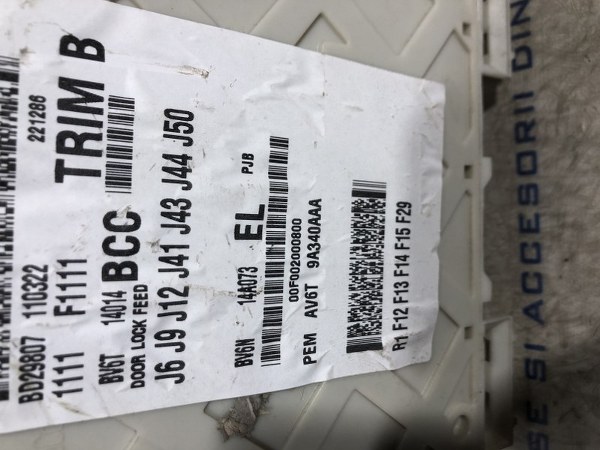 BD29807 110322 221286
1111 F1111 TRIM B
BV6T 14014 BCC
DOOR LOCK FEED
J6 J9 J12 J41 J43 J44 J50
BV6N 14A073 EL PJB
00F002000800
PEM AV6T 9A340AAA
R1 F12 F13 F14 F15 F29
SE SI ACCESORII DIN